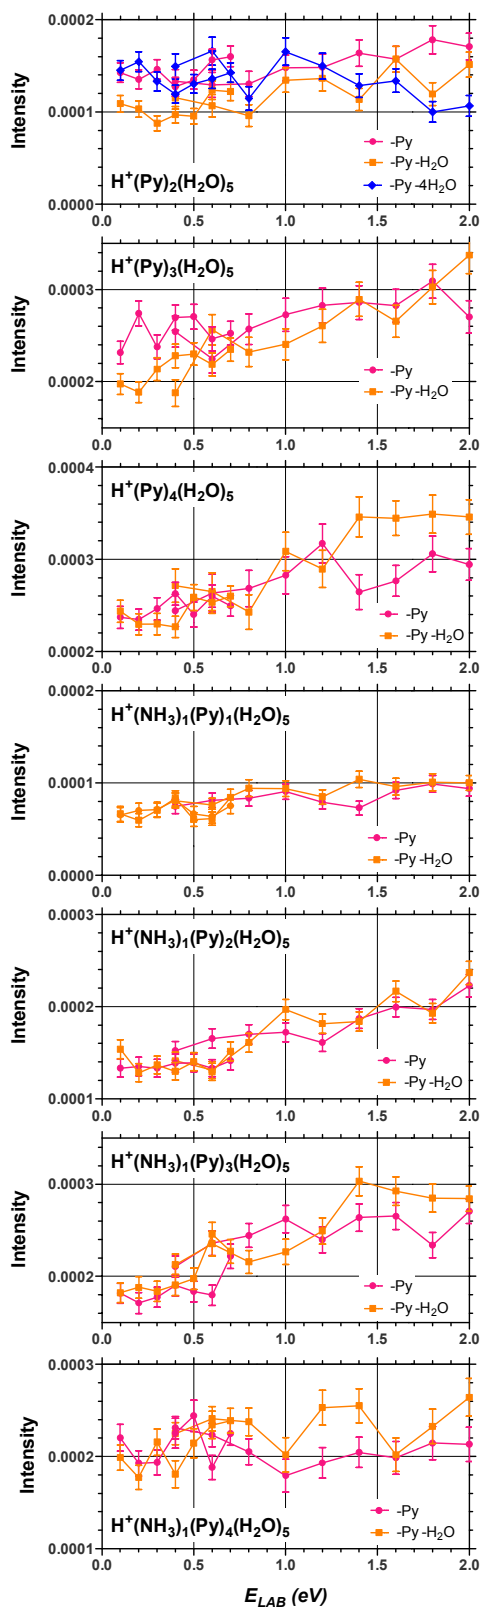 0.0002
0.0001
0.0000
Intensity
-Py
-Py -H2O
-Py -4H2O
H+(Py)2(H2O)5
0.0 0.5 1.0 1.5 2.0
H+(Py)3(H2O)5
0.0003
0.0002
Intensity
-Py
-Py -H2O
0.0 0.5 1.0 1.5 2.0
0.0004
0.0003
0.0002
Intensity
H+(Py)4(H2O)5
-Py
-Py -H2O
0.0 0.5 1.0 1.5 2.0
0.0002
0.0001
0.0000
Intensity
H+(NH3)1(Py)1(H2O)5
-Py
-Py -H2O
0.0 0.5 1.0 1.5 2.0
0.0003
0.0002
0.0001
Intensity
H+(NH3)1(Py)2(H2O)5
-Py
-Py -H2O
0.0 0.5 1.0 1.5 2.0
H+(NH3)1(Py)3(H2O)5
0.0003
0.0002
Intensity
-Py
-Py -H2O
0.0 0.5 1.0 1.5 2.0
0.0003
0.0002
0.0001
Intensity
-Py
-Py -H2O
H+(NH3)1(Py)4(H2O)5
0.0 0.5 1.0 1.5 2.0
ELAB (eV)